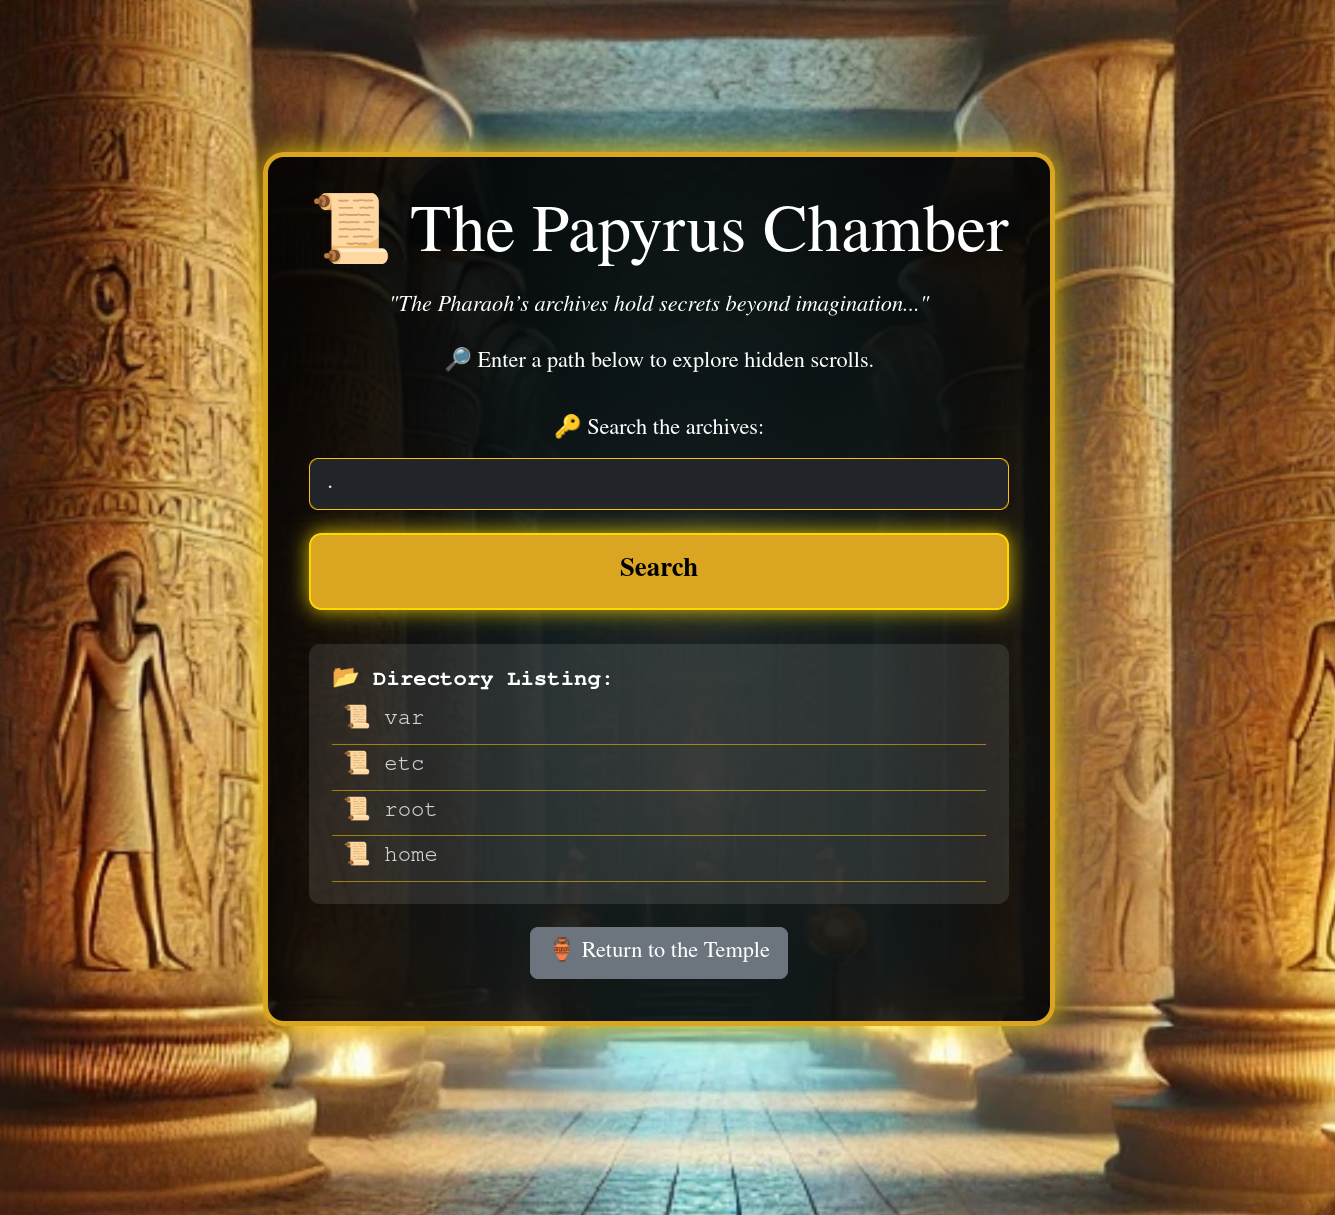 📜 The Papyrus Chamber
"The Pharaoh’s archives hold secrets beyond imagination..."
🔎 Enter a path below to explore hidden scrolls.
🔑 Search the archives:
.
Search
📂 Directory Listing:
📜 var
📜 etc
📜 root
📜 home
🏺 Return to the Temple